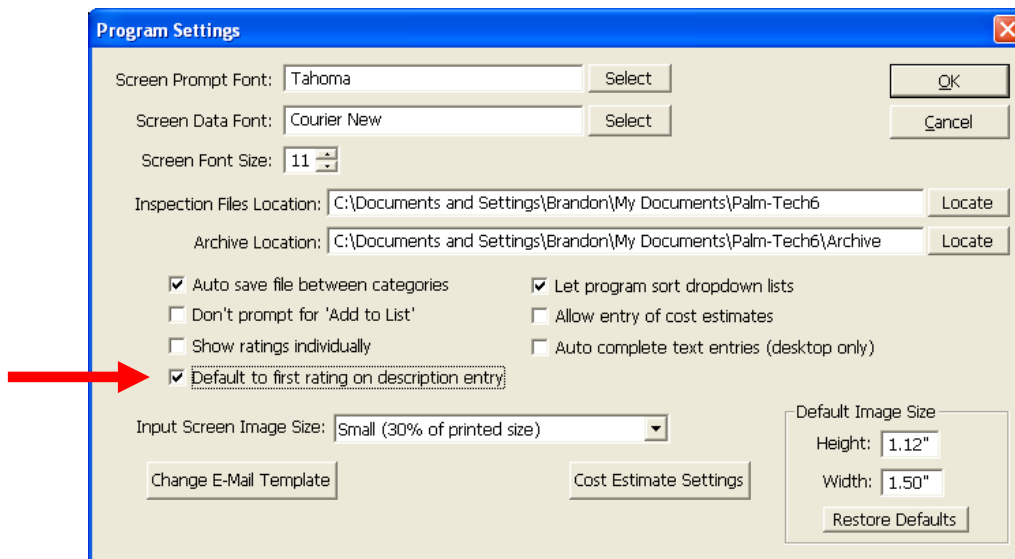 Program Settings
Screen Prompt Font: Tahoma Select OK
Screen Data Font: Courier New Select Cancel
Screen Font Size: 11
Inspection Files Location: C:\Documents and Settings\Brandon\My Documents\Palm-Tech6 Locate
Archive Location: C:\Documents and Settings\Brandon\My Documents\Palm-Tech6\Archive Locate
Auto save file between categories Let program sort dropdown lists
Don't prompt for 'Add to List' Allow entry of cost estimates
Show ratings individually Auto complete text entries (desktop only)
Default to first rating on description entry
Input Screen Image Size: Small (30% of printed size)
Default Image Size
Height: 1.12"
Change E-Mail Template Cost Estimate Settings Width: 1.50"
Restore Defaults